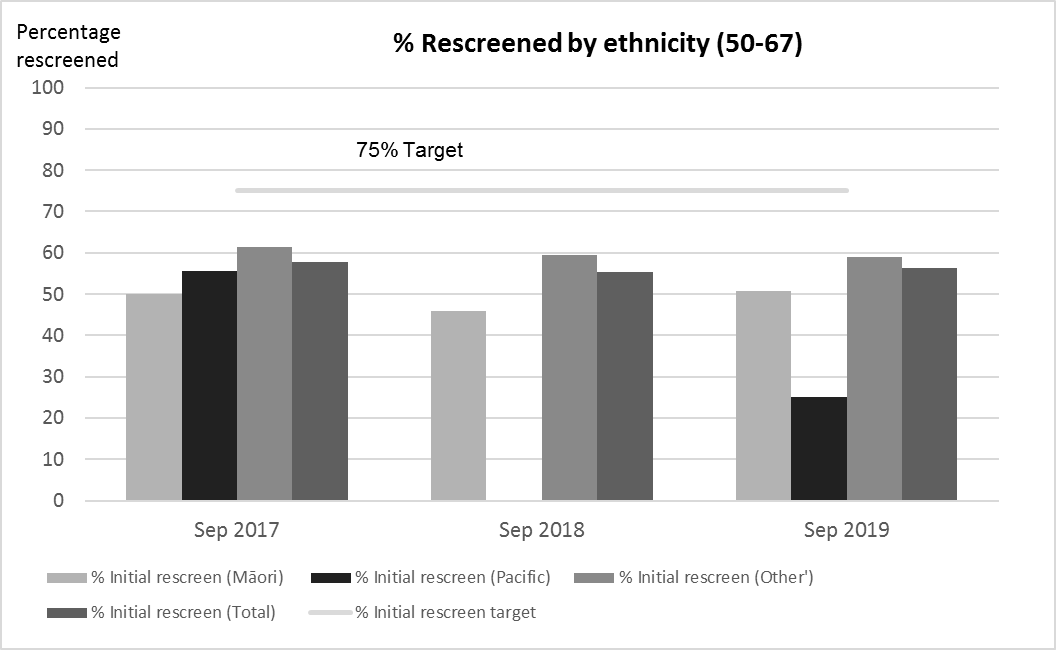 Percentage
rescreened
% Rescreened by ethnicity (50-67)
100
90
75% Target
80
70
60
50
40
30
20
10
0
Sep 2017 Sep 2018 Sep 2019
% Initial rescreen (Māori) % Initial rescreen (Pacific) % Initial rescreen (Other')
% Initial rescreen (Total) % Initial rescreen target